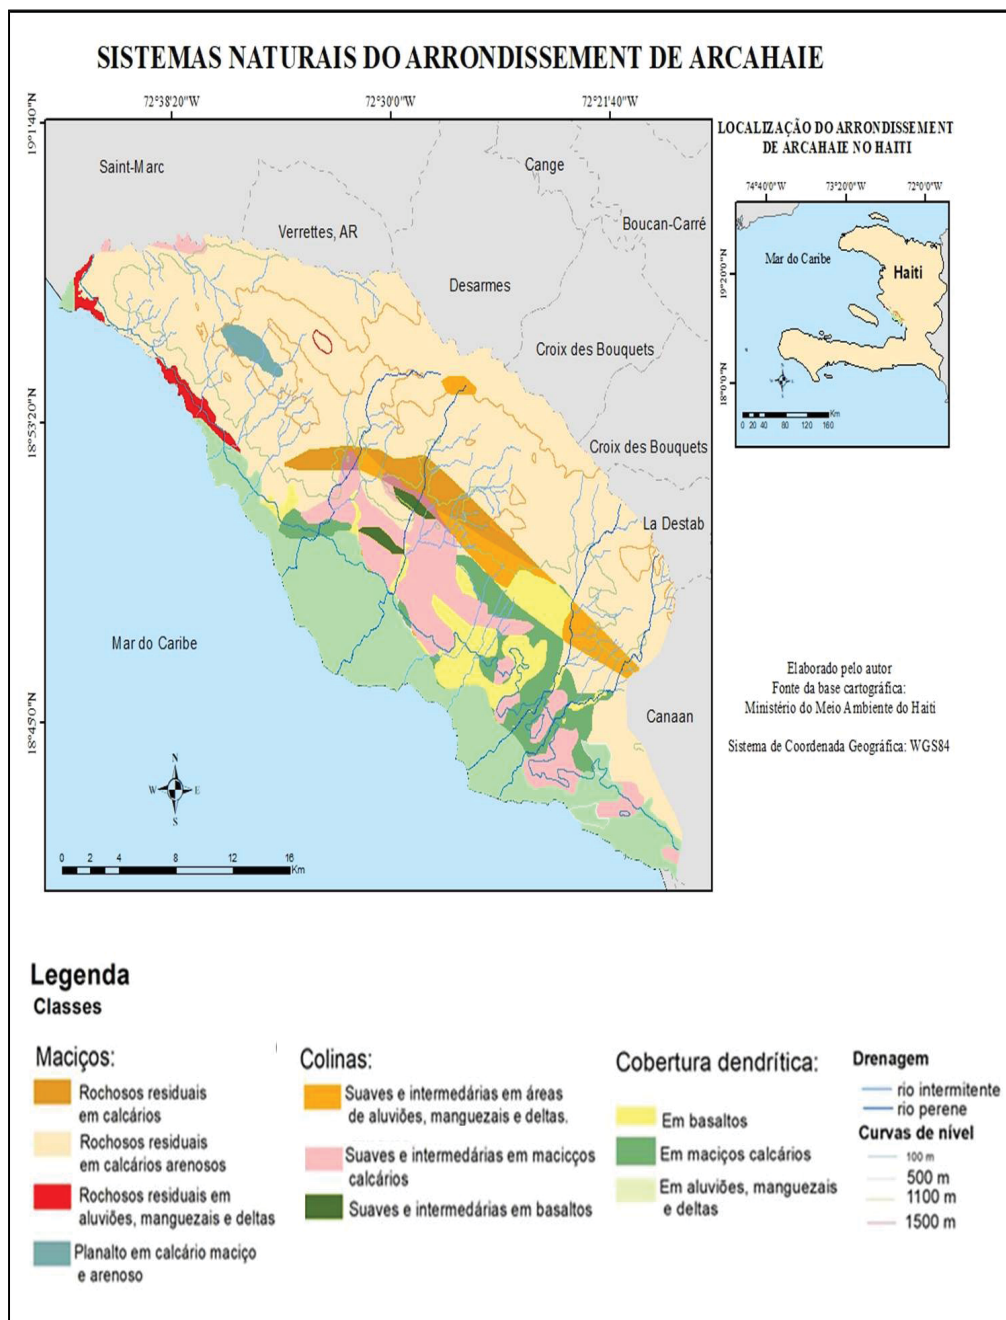 SISTEMAS NATURAIS DO ARRONDISSEMENT DE ARCAHAIE
72°38'20"W
72°30'0"W
72°21'40"W
19°1'40"N
18°53'20"N
18°45'0"N
Saint-Marc
Cange
Verrettes, AR
Boucan-Carré
Desarmes
Croix des Bouquets
Croix des Bouquets
La Destab
Mar do Caribe
Canaan
N
W
E
S
0 2 4 8 12 16
Km
LOCALIZAÇÃO DO ARRONDISSEMENT
DE ARCAHAIE NO HAITI
74°40'0"W
73°20'0"W
72°0'0"W
19°20'0"N
18°0'0"N
Mar do Caribe
Haiti
Km
0 20 40 80 120 160
Elaborado pelo autor
Fonte da base cartográfica:
Ministério do Meio Ambiente do Haiti
Sistema de Coordenada Geográfica: WGS84
Legenda
Classes
Maciços:
Rochosos residuais
em calcários
Rochosos residuais
em calcários arenosos
Rochosos residuais em
aluviões, manguezais e deltas
Planalto em calcário maciço
e arenoso
Colinas:
Suaves e intermedárias em áreas
de aluviões, manguezais e deltas.
Suaves e intermedárias em macicços
calcários
Suaves e intermedárias em basaltos
Cobertura dendrítica:
Em basaltos
Em maciços calcários
Em aluviões, manguezais
e deltas
Drenagem
rio intermitente
rio perene
Curvas de nível
100 m
500 m
1100 m
1500 m